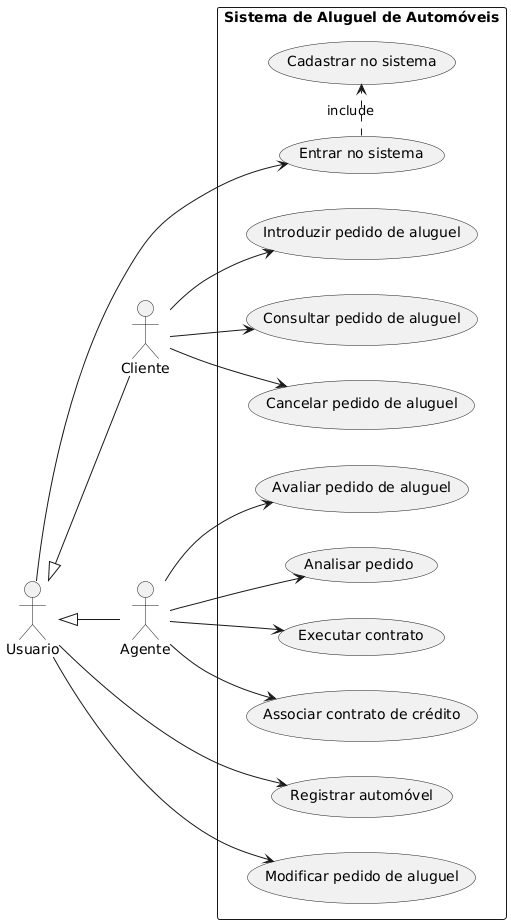 Sistema de Aluguel de Automóveis
Cadastrar no sistema
include
Entrar no sistema
Introduzir pedido de aluguel
Consultar pedido de aluguel
Cliente
Cancelar pedido de aluguel
Avaliar pedido de aluguel
Analisar pedido
Executar contrato
Usuario
Agente
Associar contrato de crédito
Registrar automóvel
Modificar pedido de aluguel